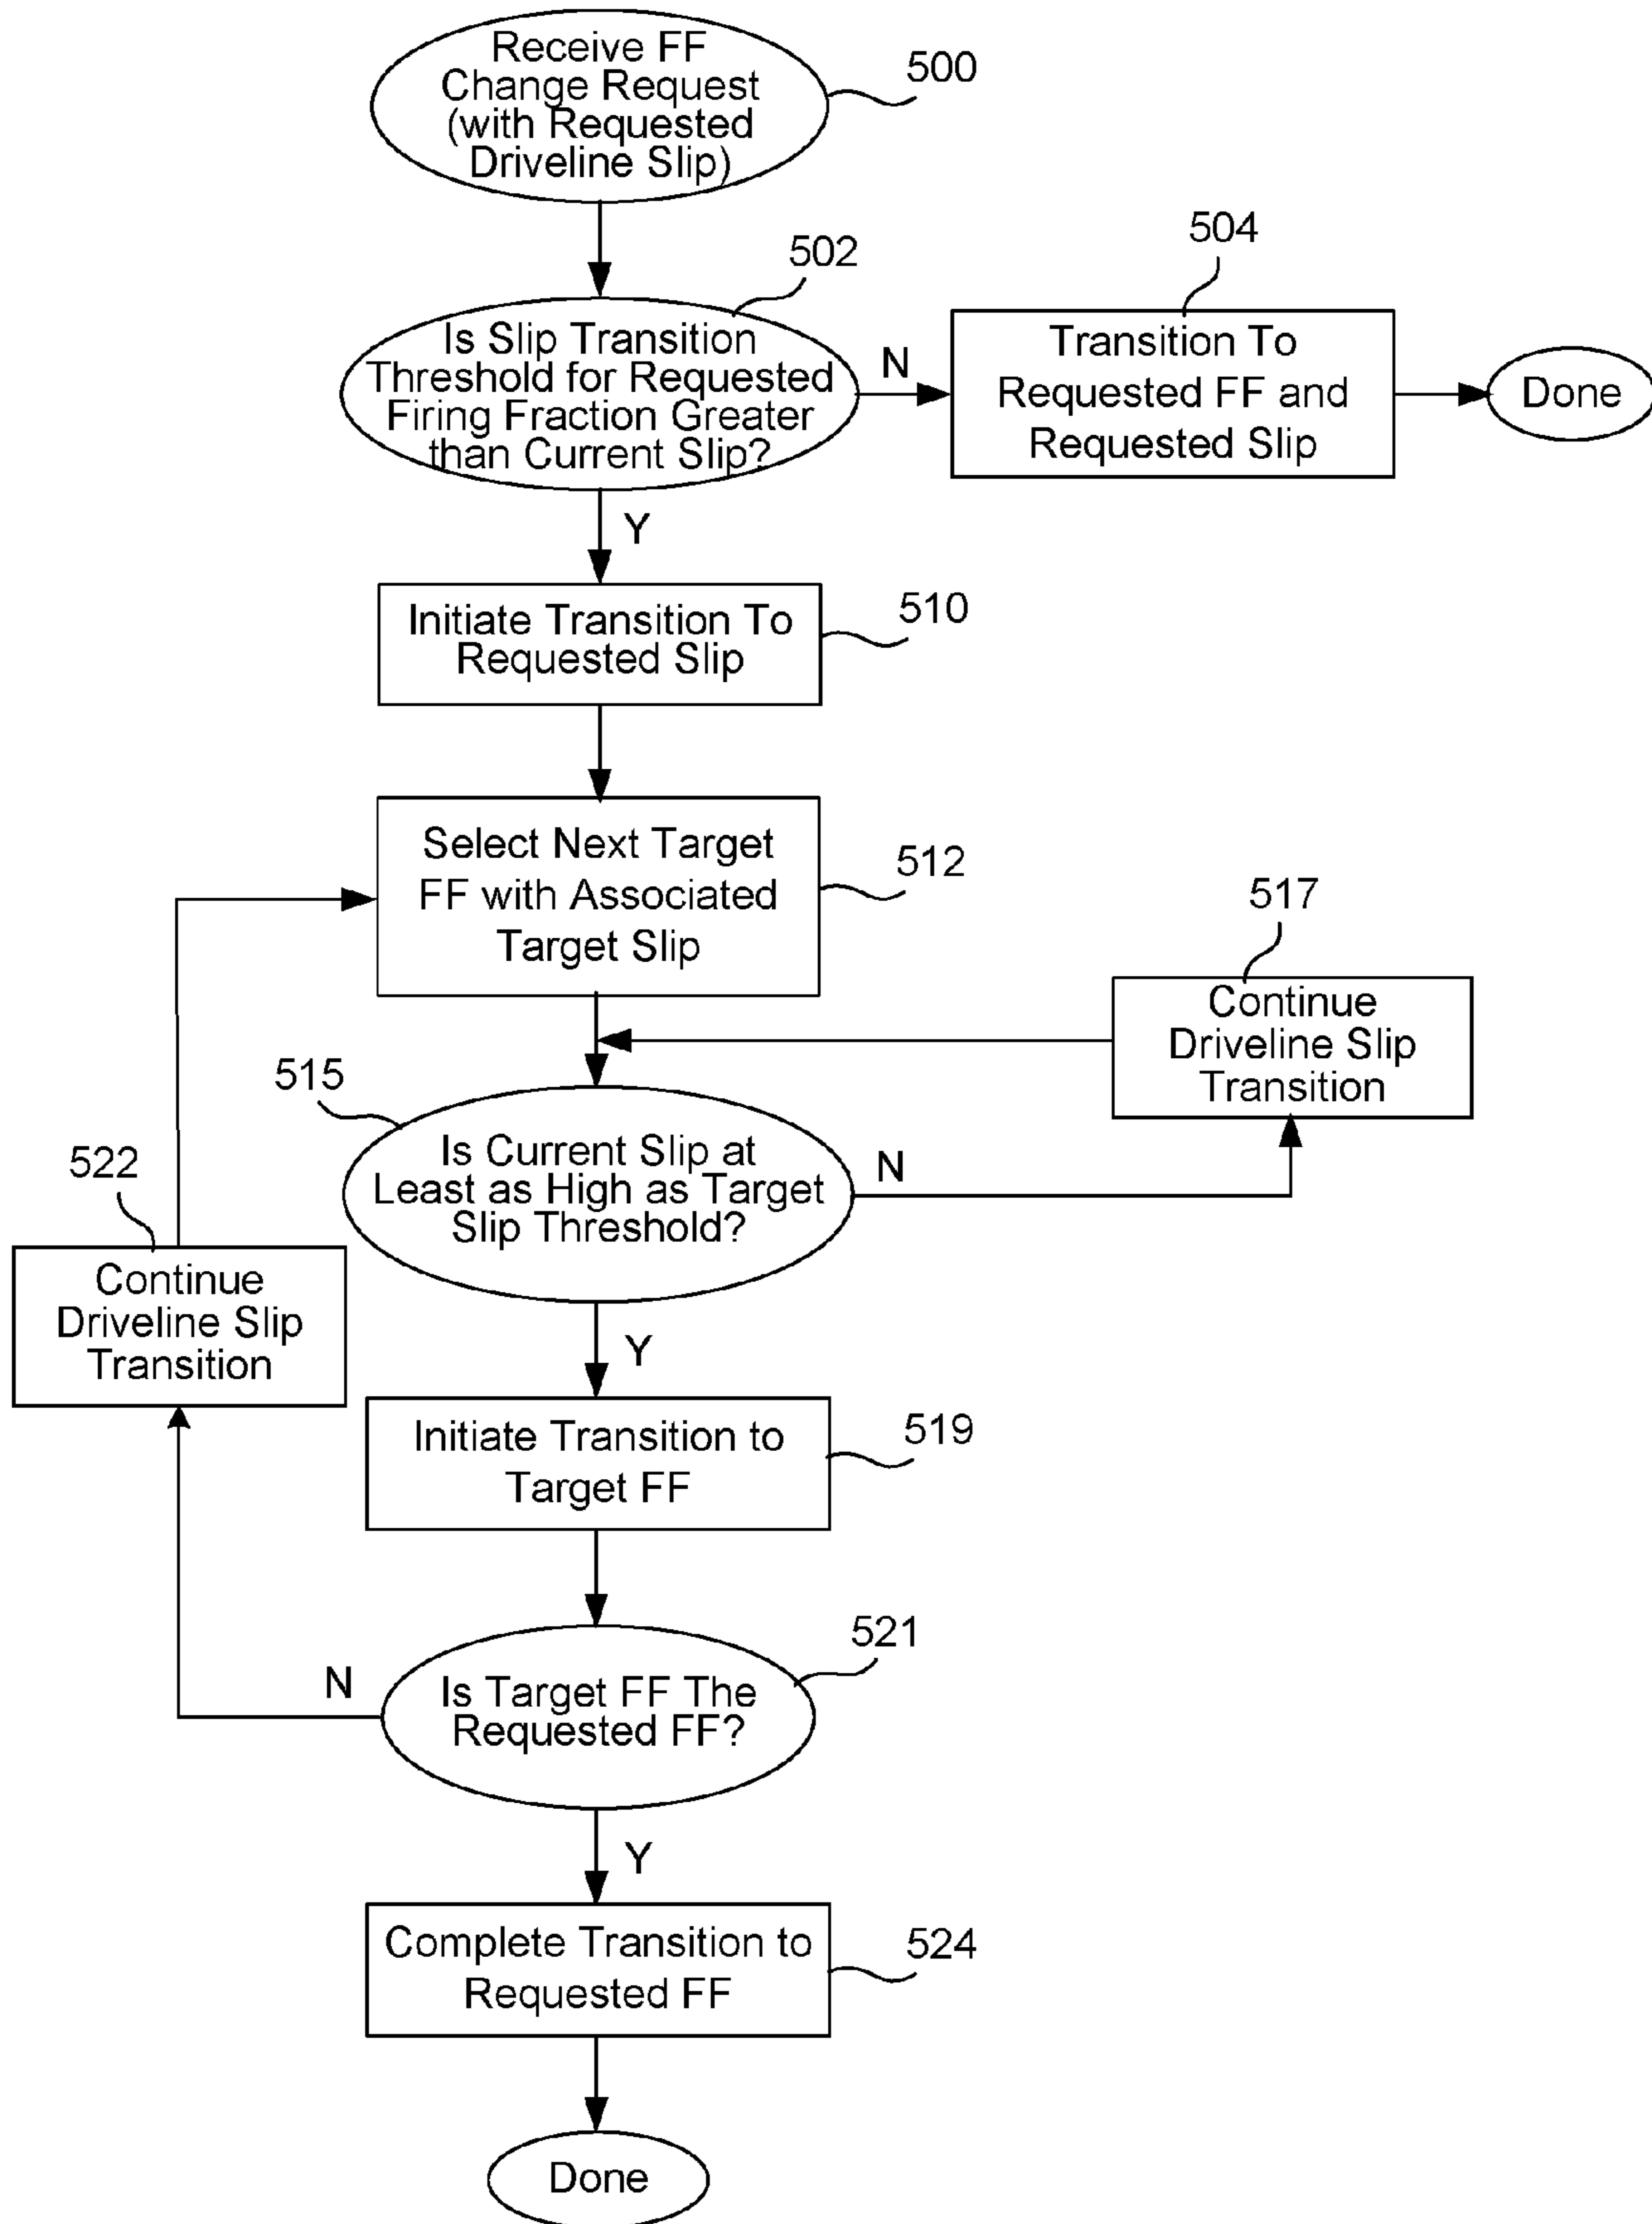 Receive FF
Change Request
(with Requested
Driveline Slip)
500
502
Is Slip Transition
Threshold for Requested
Firing Fraction Greater
than Current Slip?
N
504
Transition To
Requested FF and
Requested Slip
Done
Y
Initiate Transition To
Requested Slip
510
Select Next Target
FF with Associated
Target Slip
512
517
Continue
Driveline Slip
Transition
515
Is Current Slip at
Least as High as Target
Slip Threshold?
N
522
Continue
Driveline Slip
Transition
Y
Initiate Transition to
Target FF
519
521
Is Target FF The
Requested FF?
N
Y
Complete Transition to
Requested FF
524
Done